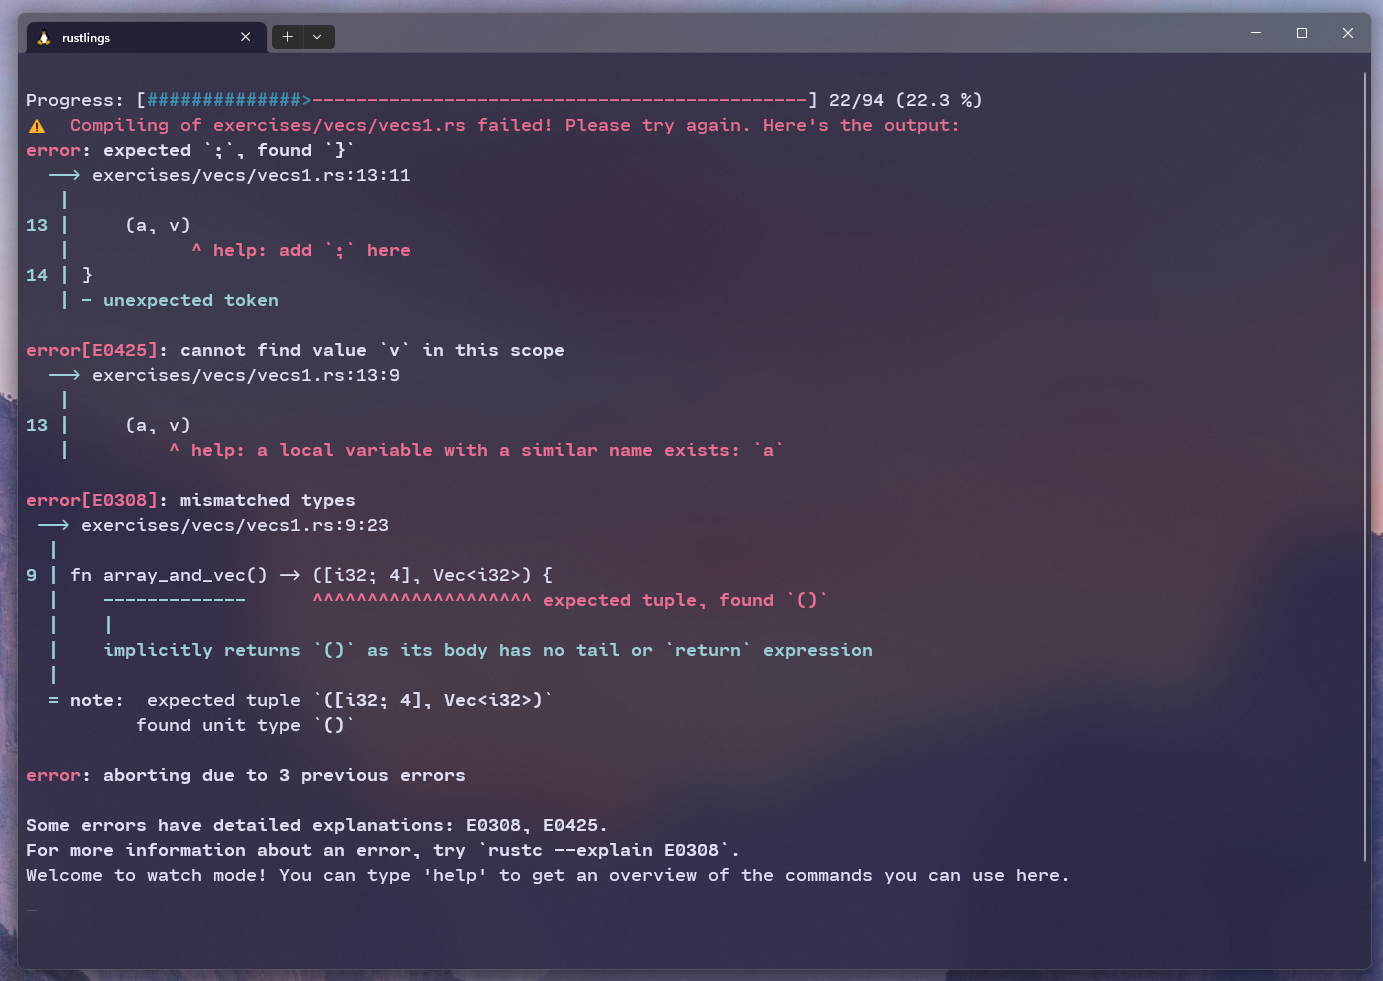 rustlings
Progress: [##############>---------------------------------------------] 22/94 (22.3 %)
⚠️  Compiling of exercises/vecs/vecs1.rs failed! Please try again. Here's the output:
error: expected `;`, found `}`
  --> exercises/vecs/vecs1.rs:13:11
   |
13 |     (a, v)
   |           ^ help: add `;` here
14 | }
   | - unexpected token
error[E0425]: cannot find value `v` in this scope
  --> exercises/vecs/vecs1.rs:13:9
   |
13 |     (a, v)
   |         ^ help: a local variable with a similar name exists: `a`
error[E0308]: mismatched types
 --> exercises/vecs/vecs1.rs:9:23
  |
9 | fn array_and_vec() -> ([i32; 4], Vec<i32>) {
  |    -------------      ^^^^^^^^^^^^^^^^^^^^ expected tuple, found `()`
  |    |
  |    implicitly returns `()` as its body has no tail or `return` expression
  |
  = note:  expected tuple `([i32; 4], Vec<i32>)`
          found unit type `()`
error: aborting due to 3 previous errors
Some errors have detailed explanations: E0308, E0425.
For more information about an error, try `rustc --explain E0308`.
Welcome to watch mode! You can type 'help' to get an overview of the commands you can use here.